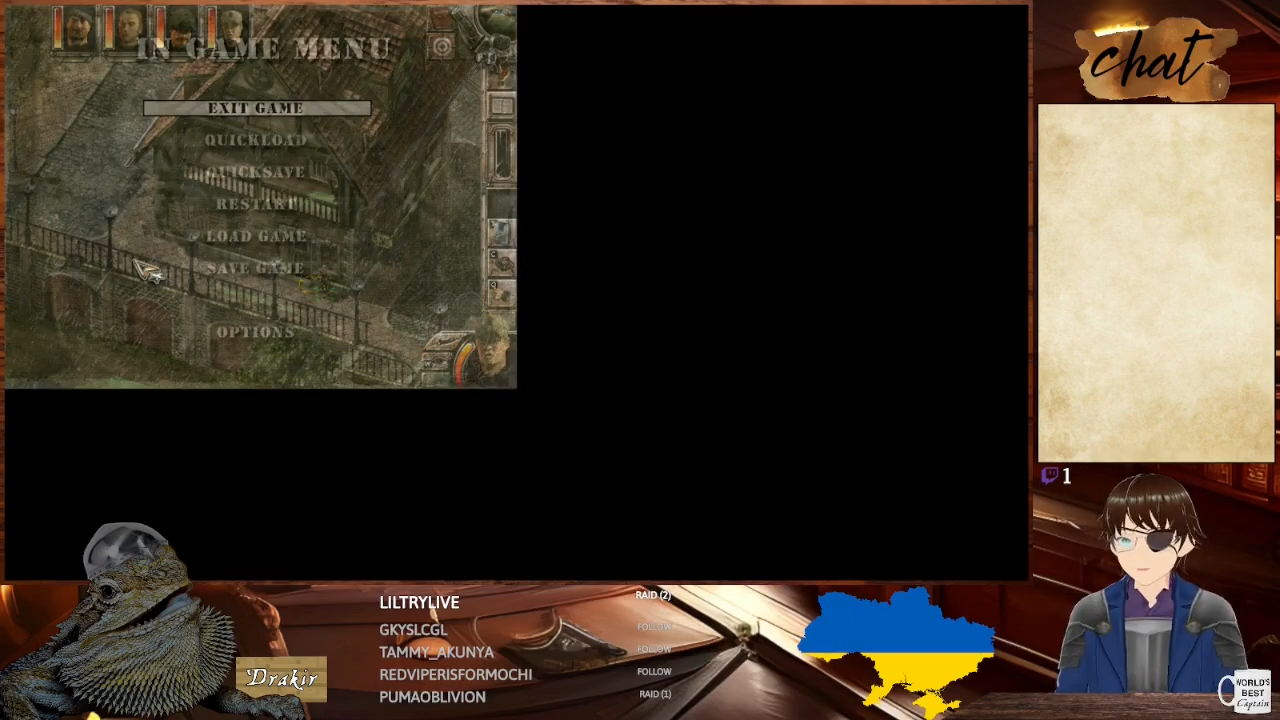 IN GAME MENU
EXIT GAME
QUICKLOAD
QUICKSAVE
RESTART
LOAD GAME
SAVE GAME
OPTIONS
chat
1
LILTRYLIVE RAID (2)
GKYSLCGL FOLLOW
TAMMY_AKUNYA FOLLOW
REDVIPERISFORMOCHI FOLLOW
PUMAOBLIVION RAID (1)
Drakir
WORLD'S
BEST
Captain